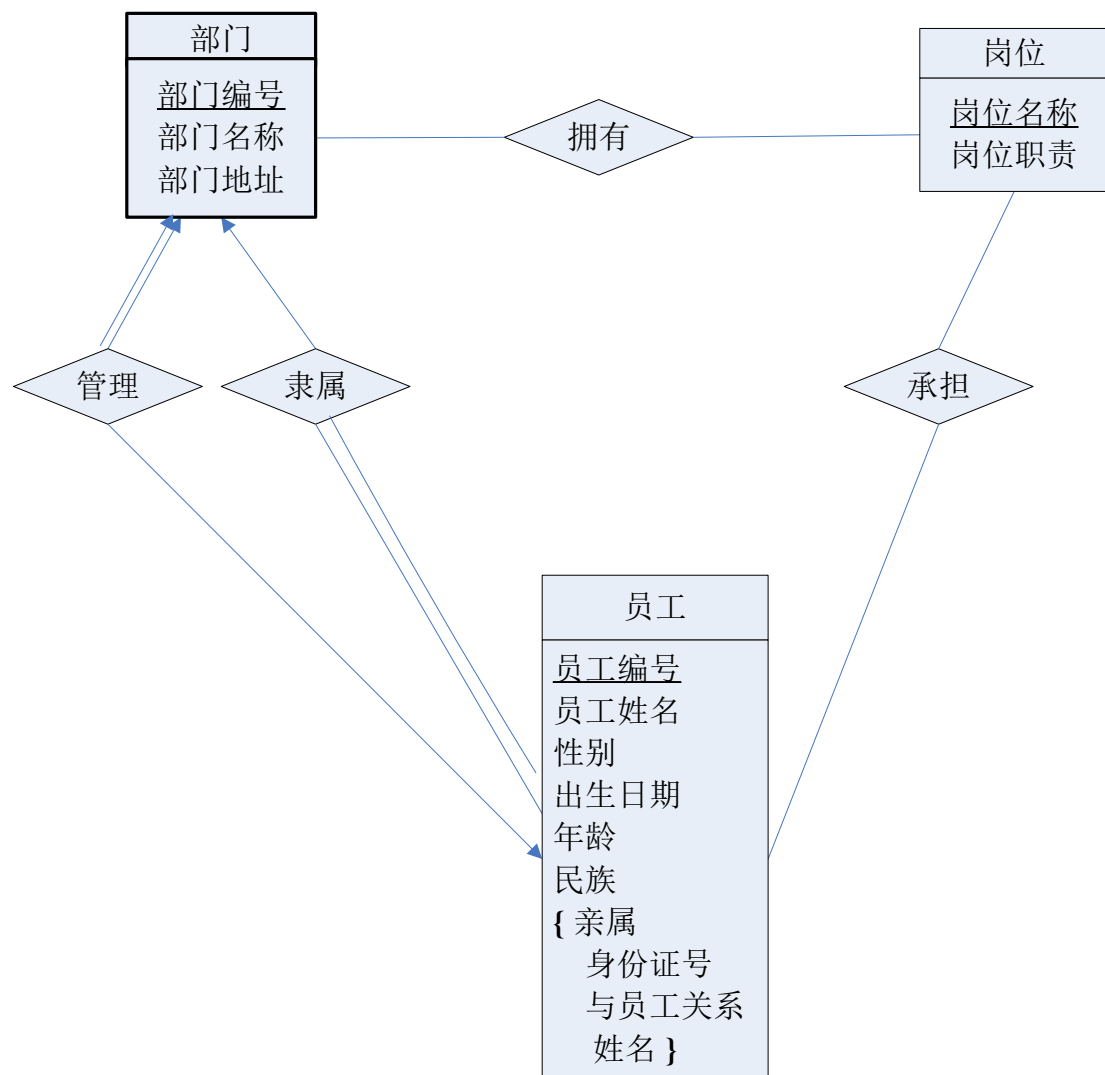 部门
部门编号
部门名称
部门地址
拥有
岗位
岗位名称
岗位职责
管理
隶属
承担
员工
员工编号
员工姓名
性别
出生日期
年龄
民族
{ 亲属
身份证号
与员工关系
姓名 }